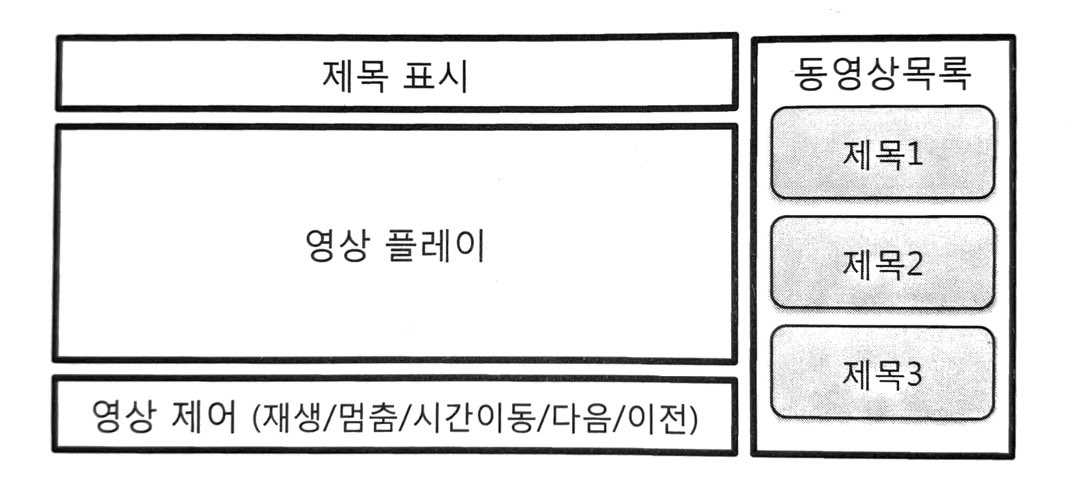 제목 표시
영상 플레이
영상 제어 (재생/멈춤/시간이동/다음/이전)
동영상목록
제목1
제목2
제목3